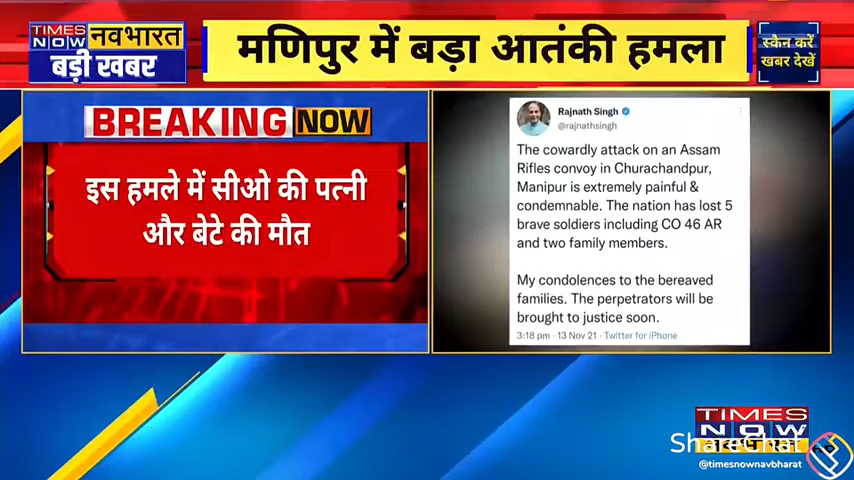 TIMES
NOW नवभारत
बड़ी खबर
मणिपुर में बड़ा आतंकी हमला
स्कैन करें
खबर देखें
BREAKING NOW
इस हमले में सीओ की पत्नी
और बेटे की मौत
Rajnath Singh
@rajnathsingh
The cowardly attack on an Assam
Rifles convoy in Churachandpur,
Manipur is extremely painful &
condemnable. The nation has lost 5
brave soldiers including CO 46 AR
and two family members.
My condolences to the bereaved
families. The perpetrators will be
brought to justice soon.
3:18 pm · 13 Nov 21 · Twitter for iPhone
TIMES
NOW
ShareChat
@timesnownavbharat